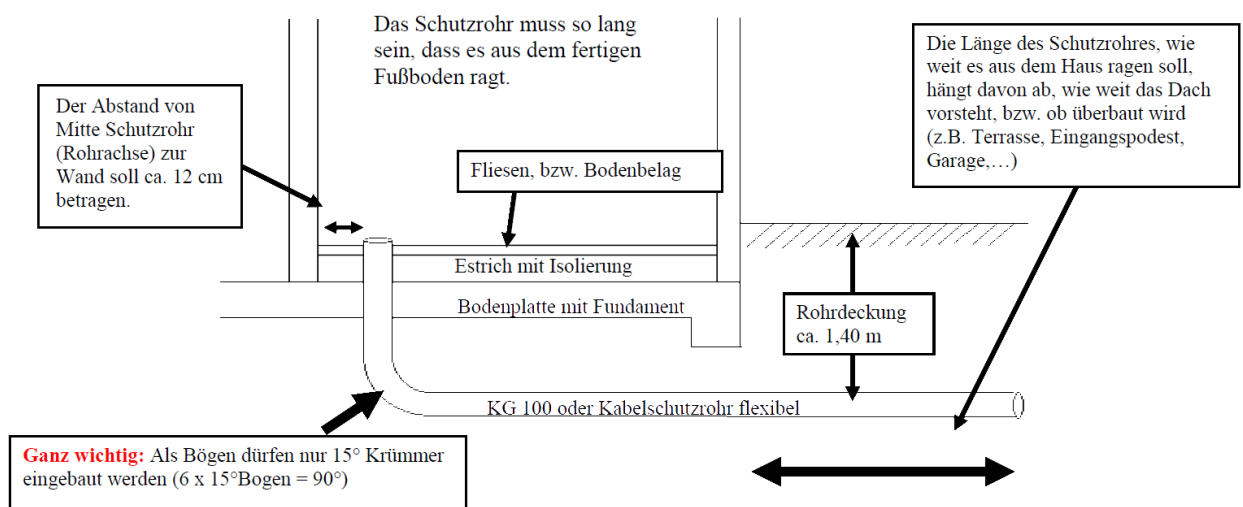 Das Schutzrohr muss so lang
sein, dass es aus dem fertigen
Fußboden ragt.
Die Länge des Schutzrohres, wie
weit es aus dem Haus ragen soll,
hängt davon ab, wie weit das Dach
vorsteht, bzw. ob überbaut wird
(z.B. Terrasse, Eingangspodest,
Garage,…)
Der Abstand von
Mitte Schutzrohr
(Rohrachse) zur
Wand soll ca. 12 cm
betragen.
Fliesen, bzw. Bodenbelag
Estrich mit Isolierung
Bodenplatte mit Fundament
Rohrdeckung
ca. 1,40 m
KG 100 oder Kabelschutzrohr flexibel
Ganz wichtig: Als Bögen dürfen nur 15° Krümmer
eingebaut werden (6 x 15°Bogen = 90°)